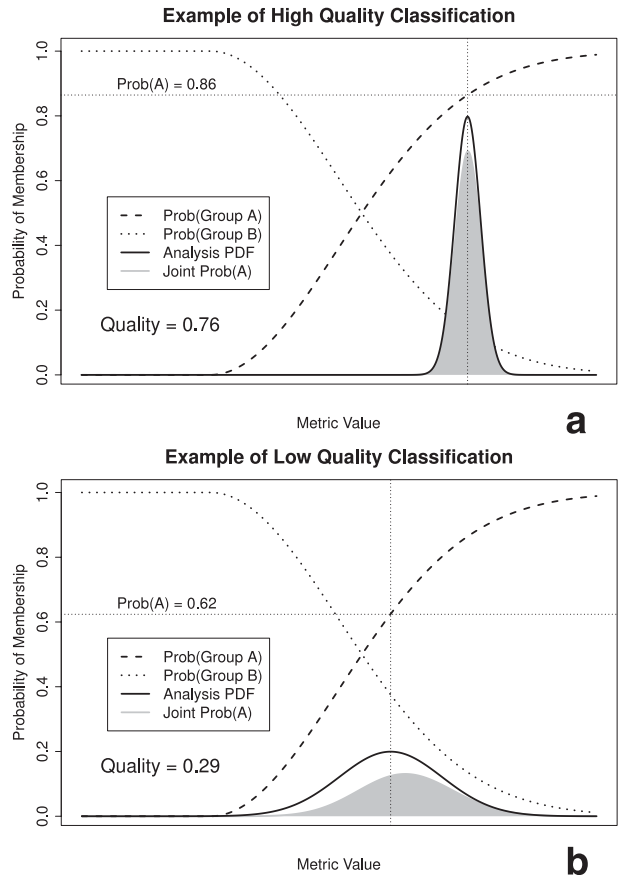 Example of High Quality Classification
Probability of Membership
1.0
0.8
0.6
0.4
0.2
0.0
Prob(A) = 0.86
Prob(Group A)
Prob(Group B)
Analysis PDF
Joint Prob(A)
Quality = 0.76
Metric Value
a
Example of Low Quality Classification
Probability of Membership
1.0
0.8
0.6
0.4
0.2
0.0
Prob(A) = 0.62
Prob(Group A)
Prob(Group B)
Analysis PDF
Joint Prob(A)
Quality = 0.29
Metric Value
b